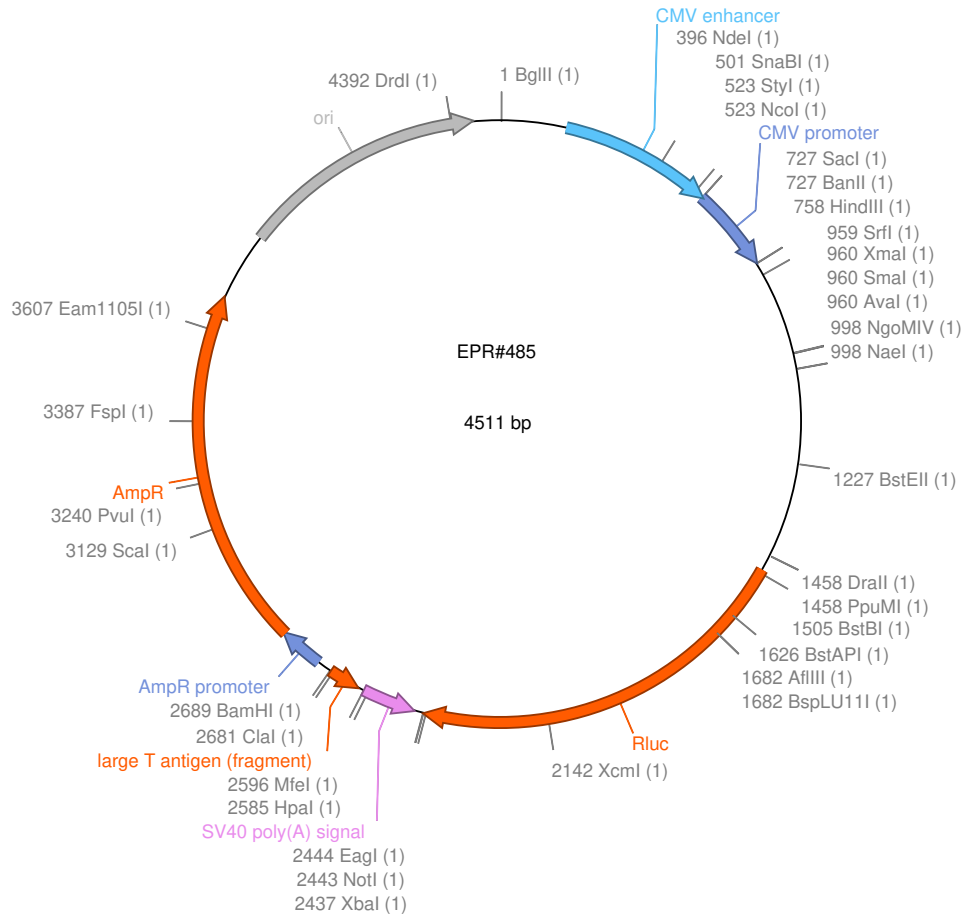 CMV enhancer
396 NdeI (1)
501 SnaBI (1)
523 StyI (1)
523 NcoI (1)
CMV promoter
727 SacI (1)
727 BanII (1)
758 HindIII (1)
959 SrfI (1)
960 XmaI (1)
960 SmaI (1)
960 AvaI (1)
998 NgoMIV (1)
998 NaeI (1)
1227 BstEII (1)
1458 DraII (1)
1458 PpuMI (1)
1505 BstBI (1)
1626 BstAPI (1)
1682 AflIII (1)
1682 BspLU11I (1)
Rluc
2142 XcmI (1)
4392 DrdI (1)
1 BglII (1)
ori
3607 Eam1105I (1)
EPR#485
3387 FspI (1)
4511 bp
AmpR
3240 PvuI (1)
3129 ScaI (1)
AmpR promoter
2689 BamHI (1)
2681 ClaI (1)
large T antigen (fragment)
2596 MfeI (1)
2585 HpaI (1)
SV40 poly(A) signal
2444 EagI (1)
2443 NotI (1)
2437 XbaI (1)